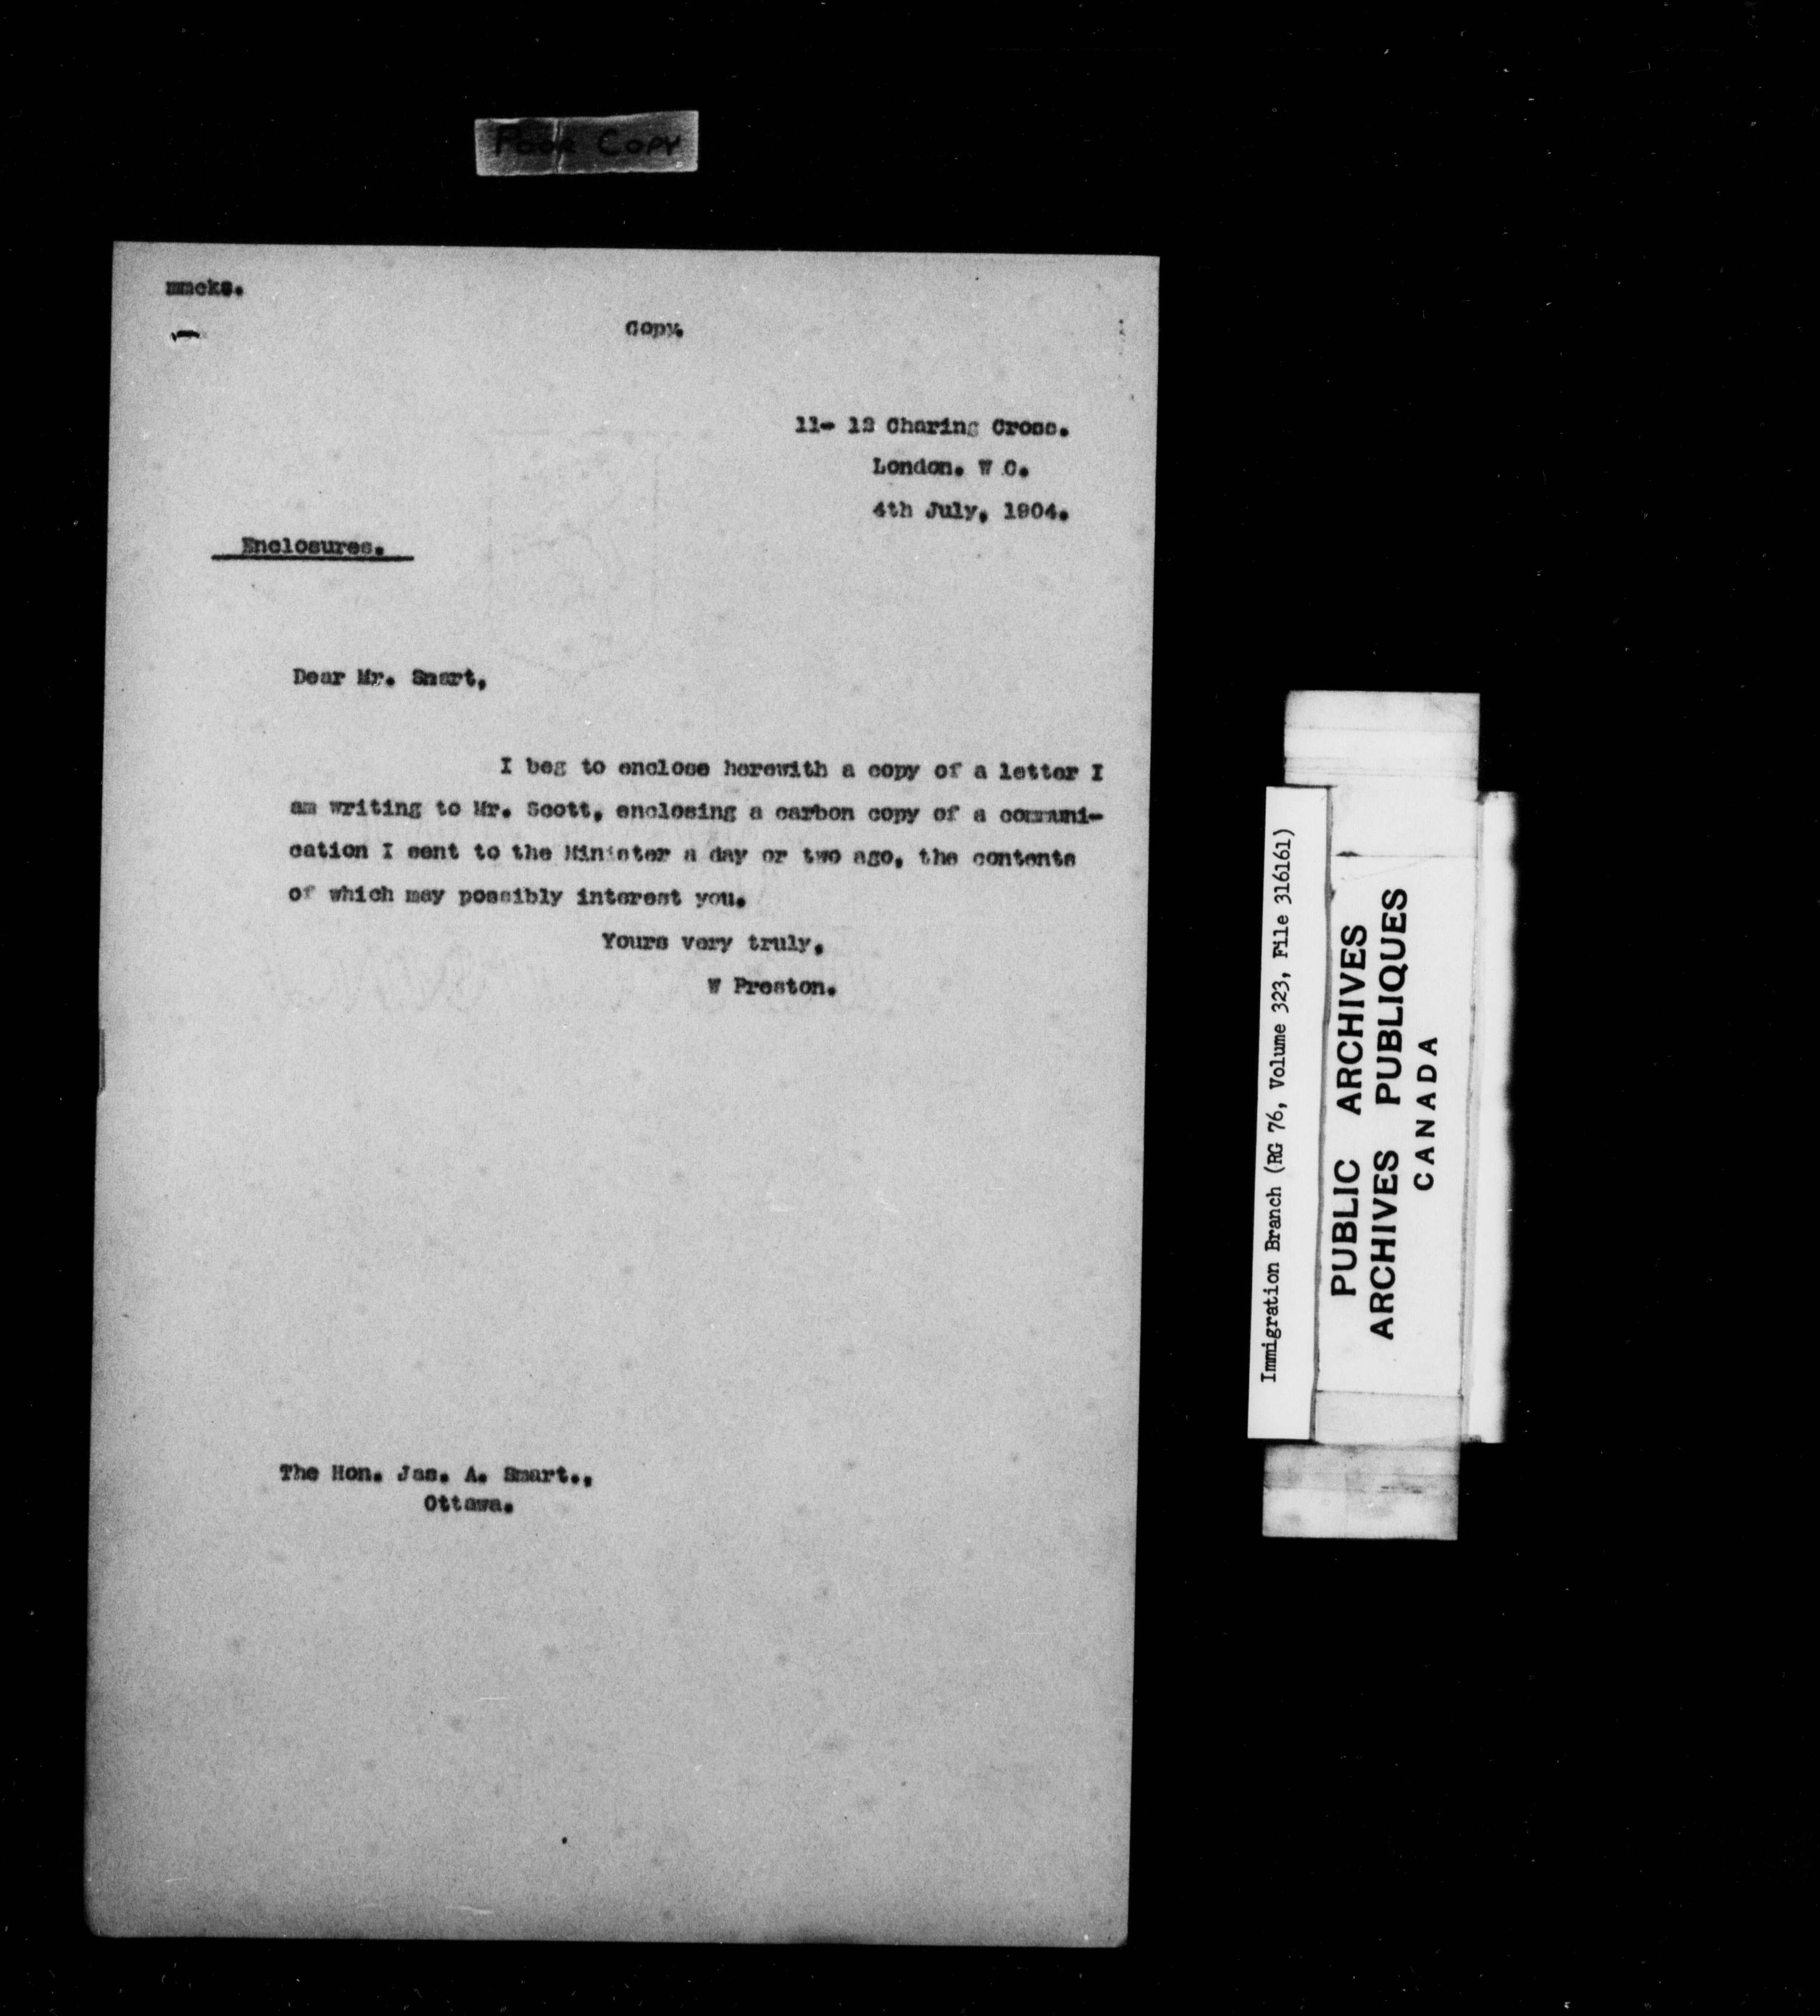 Poor Copy
mmcks.
Copy.
11- 12 Charing Cross.
London. W C.
4th July, 1904.
Enclosures.
Dear Mr. Smart,
I beg to enclose herewith a copy of a letter I
am writing to Mr. Scott, enclosing a carbon copy of a communi-
cation I sent to the Minister a day or two ago, the contents
of which may possibly interest you.
Yours very truly,
W Preston.
The Hon. Jas. A. Smart.,
Ottawa.
Immigration Branch (RG 76, Volume 323, File 316161)
PUBLIC ARCHIVES
ARCHIVES PUBLIQUES
CANADA